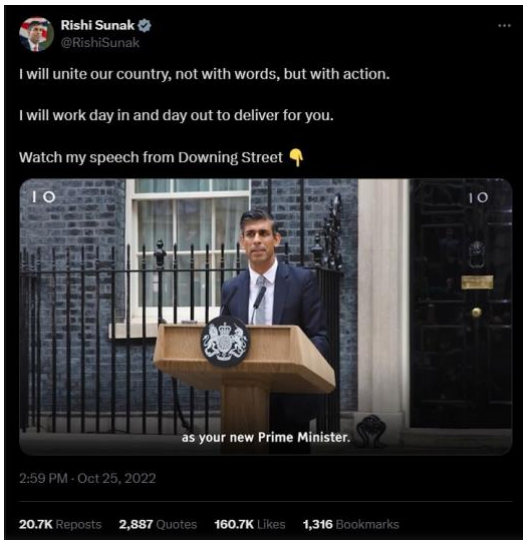 Rishi Sunak
@RishiSunak
I will unite our country, not with words, but with action.
I will work day in and day out to deliver for you.
Watch my speech from Downing Street 👇
10 10
as your new Prime Minister.
2:59 PM · Oct 25, 2022
20.7K Reposts 2,887 Quotes 160.7K Likes 1,316 Bookmarks